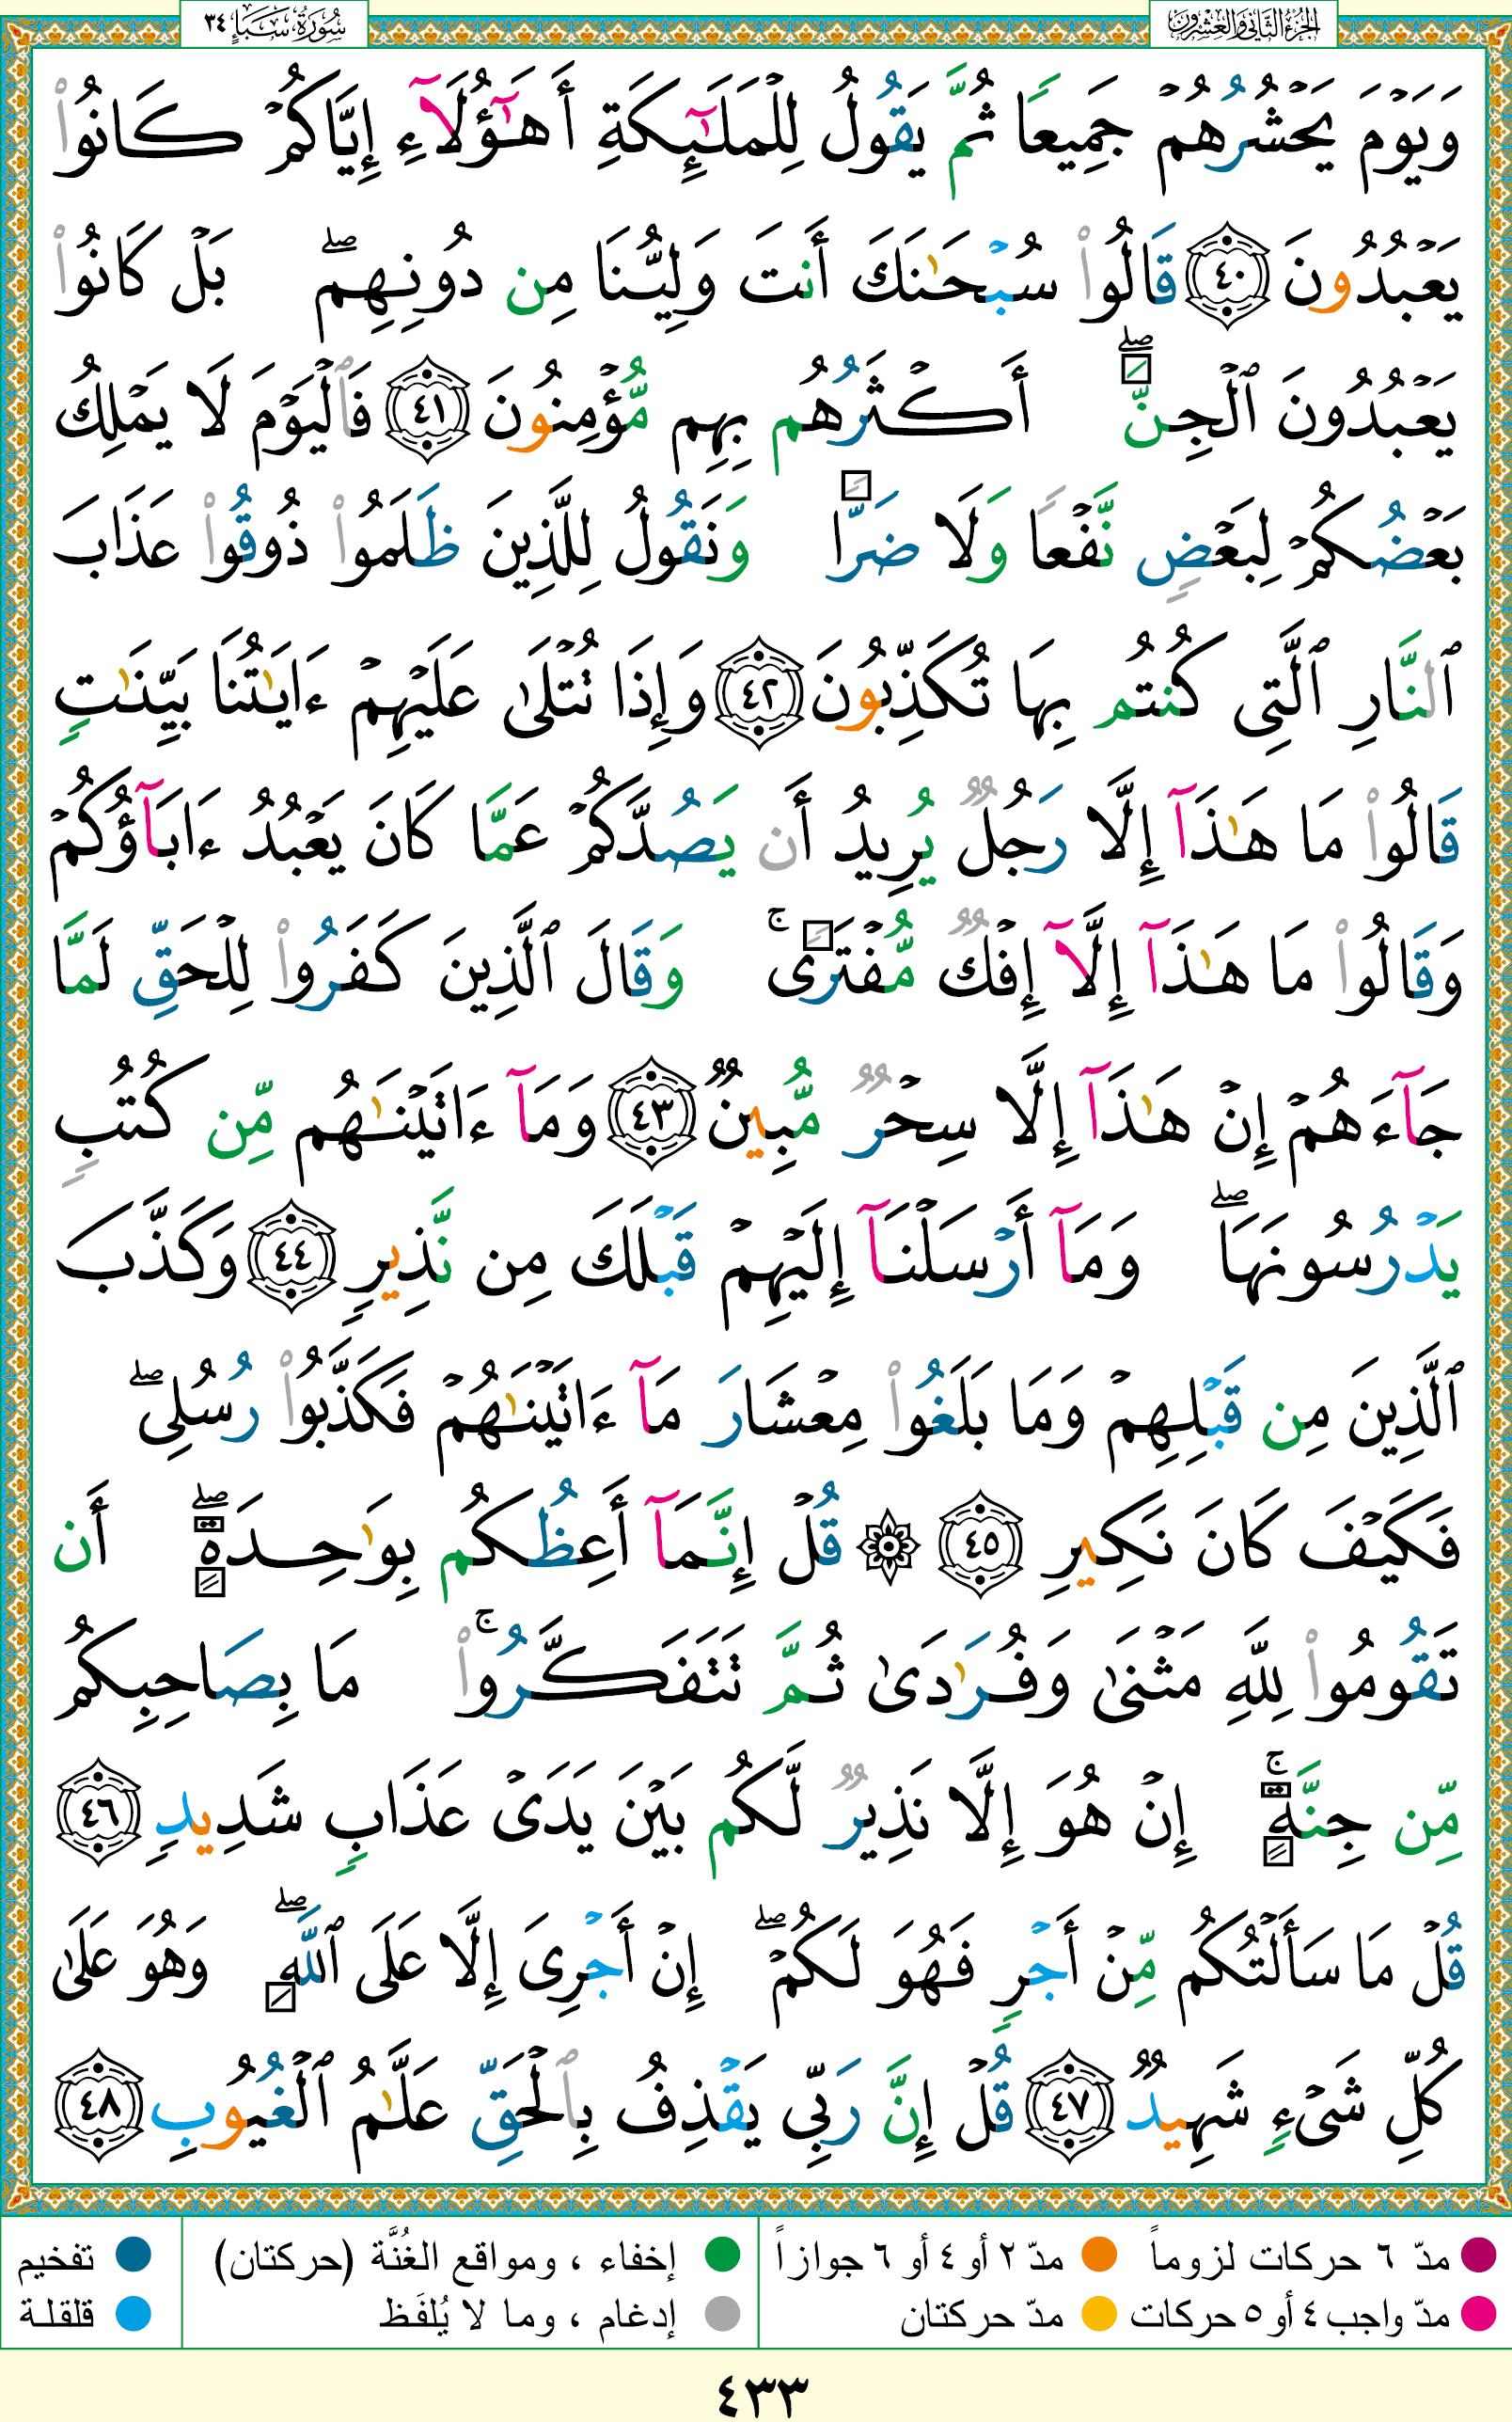 الجزء الثاني والعشرون
سُورَةُ سَبَإٍ ٣٤
وَيَوْمَ يَحْشُرُهُمْ جَمِيعًا ثُمَّ يَقُولُ لِلْمَلَٰٓئِكَةِ أَهَٰٓؤُلَآءِ إِيَّاكُمْ كَانُوا۟
يَعْبُدُونَ ٤٠ قَالُوا۟ سُبْحَٰنَكَ أَنتَ وَلِيُّنَا مِن دُونِهِم ۖ بَلْ كَانُوا۟
يَعْبُدُونَ ٱلْجِنَّ ۖ أَكْثَرُهُم بِهِم مُّؤْمِنُونَ ٤١ فَٱلْيَوْمَ لَا يَمْلِكُ
بَعْضُكُمْ لِبَعْضٍ نَّفْعًا وَلَا ضَرًّا وَنَقُولُ لِلَّذِينَ ظَلَمُوا۟ ذُوقُوا۟ عَذَابَ
ٱلنَّارِ ٱلَّتِى كُنتُم بِهَا تُكَذِّبُونَ ٤٢ وَإِذَا تُتْلَىٰ عَلَيْهِمْ ءَايَٰتُنَا بَيِّنَٰتٍ
قَالُوا۟ مَا هَٰذَآ إِلَّا رَجُلٌ يُرِيدُ أَن يَصُدَّكُمْ عَمَّا كَانَ يَعْبُدُ ءَابَآؤُكُمْ
وَقَالُوا۟ مَا هَٰذَآ إِلَّآ إِفْكٌ مُّفْتَرًى ۚ وَقَالَ ٱلَّذِينَ كَفَرُوا۟ لِلْحَقِّ لَمَّا
جَآءَهُمْ إِنْ هَٰذَآ إِلَّا سِحْرٌ مُّبِينٌ ٤٣ وَمَآ ءَاتَيْنَٰهُم مِّن كُتُبٍ
يَدْرُسُونَهَا ۖ وَمَآ أَرْسَلْنَآ إِلَيْهِمْ قَبْلَكَ مِن نَّذِيرٍ ٤٤ وَكَذَّبَ
ٱلَّذِينَ مِن قَبْلِهِمْ وَمَا بَلَغُوا۟ مِعْشَارَ مَآ ءَاتَيْنَٰهُمْ فَكَذَّبُوا۟ رُسُلِى ۖ
فَكَيْفَ كَانَ نَكِيرِ ٤٥ ۞ قُلْ إِنَّمَآ أَعِظُكُم بِوَٰحِدَةٍ ۖ أَن
تَقُومُوا۟ لِلَّهِ مَثْنَىٰ وَفُرَٰدَىٰ ثُمَّ تَتَفَكَّرُوا۟ ۚ مَا بِصَاحِبِكُم
مِّن جِنَّةٍ ۚ إِنْ هُوَ إِلَّا نَذِيرٌ لَّكُم بَيْنَ يَدَىْ عَذَابٍ شَدِيدٍ ٤٦
قُلْ مَا سَأَلْتُكُم مِّنْ أَجْرٍ فَهُوَ لَكُمْ ۖ إِنْ أَجْرِىَ إِلَّا عَلَى ٱللَّهِ ۖ وَهُوَ عَلَىٰ
كُلِّ شَىْءٍ شَهِيدٌ ٤٧ قُلْ إِنَّ رَبِّى يَقْذِفُ بِٱلْحَقِّ عَلَّٰمُ ٱلْغُيُوبِ ٤٨
مدّ ٦ حركات لزوماً مدّ ٢ أو ٤ أو ٦ جوازاً إخفاء ، ومواقع الغُنَّة (حركتان) تفخيم
مدّ واجب ٤ أو ٥ حركات مدّ حركتان إدغام ، وما لا يُلفَظ قلقلة
٤٣٣